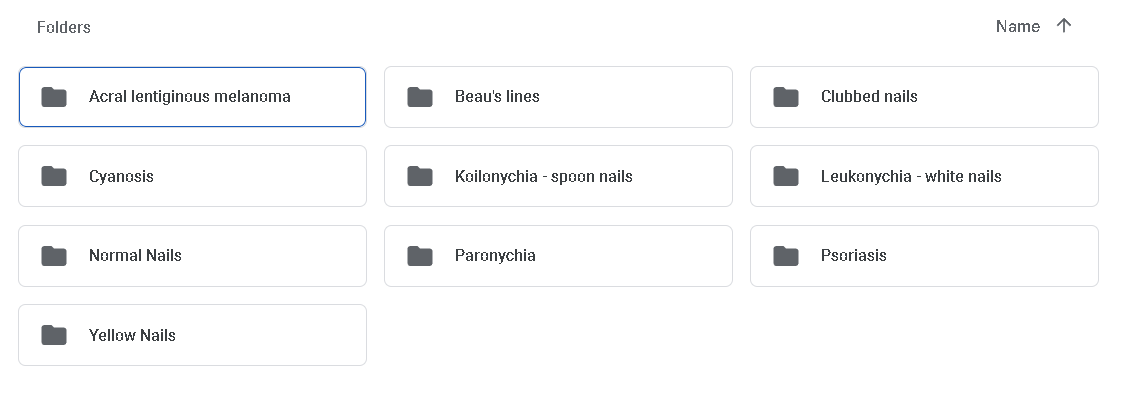 Folders
Name
Acral lentiginous melanoma
Beau's lines
Clubbed nails
Cyanosis
Koilonychia - spoon nails
Leukonychia - white nails
Normal Nails
Paronychia
Psoriasis
Yellow Nails